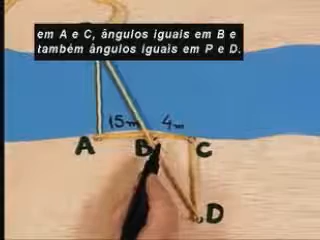 em A e C, ângulos iguais em B e
também ângulos iguais em P e D.
15m 4m
A B C
D